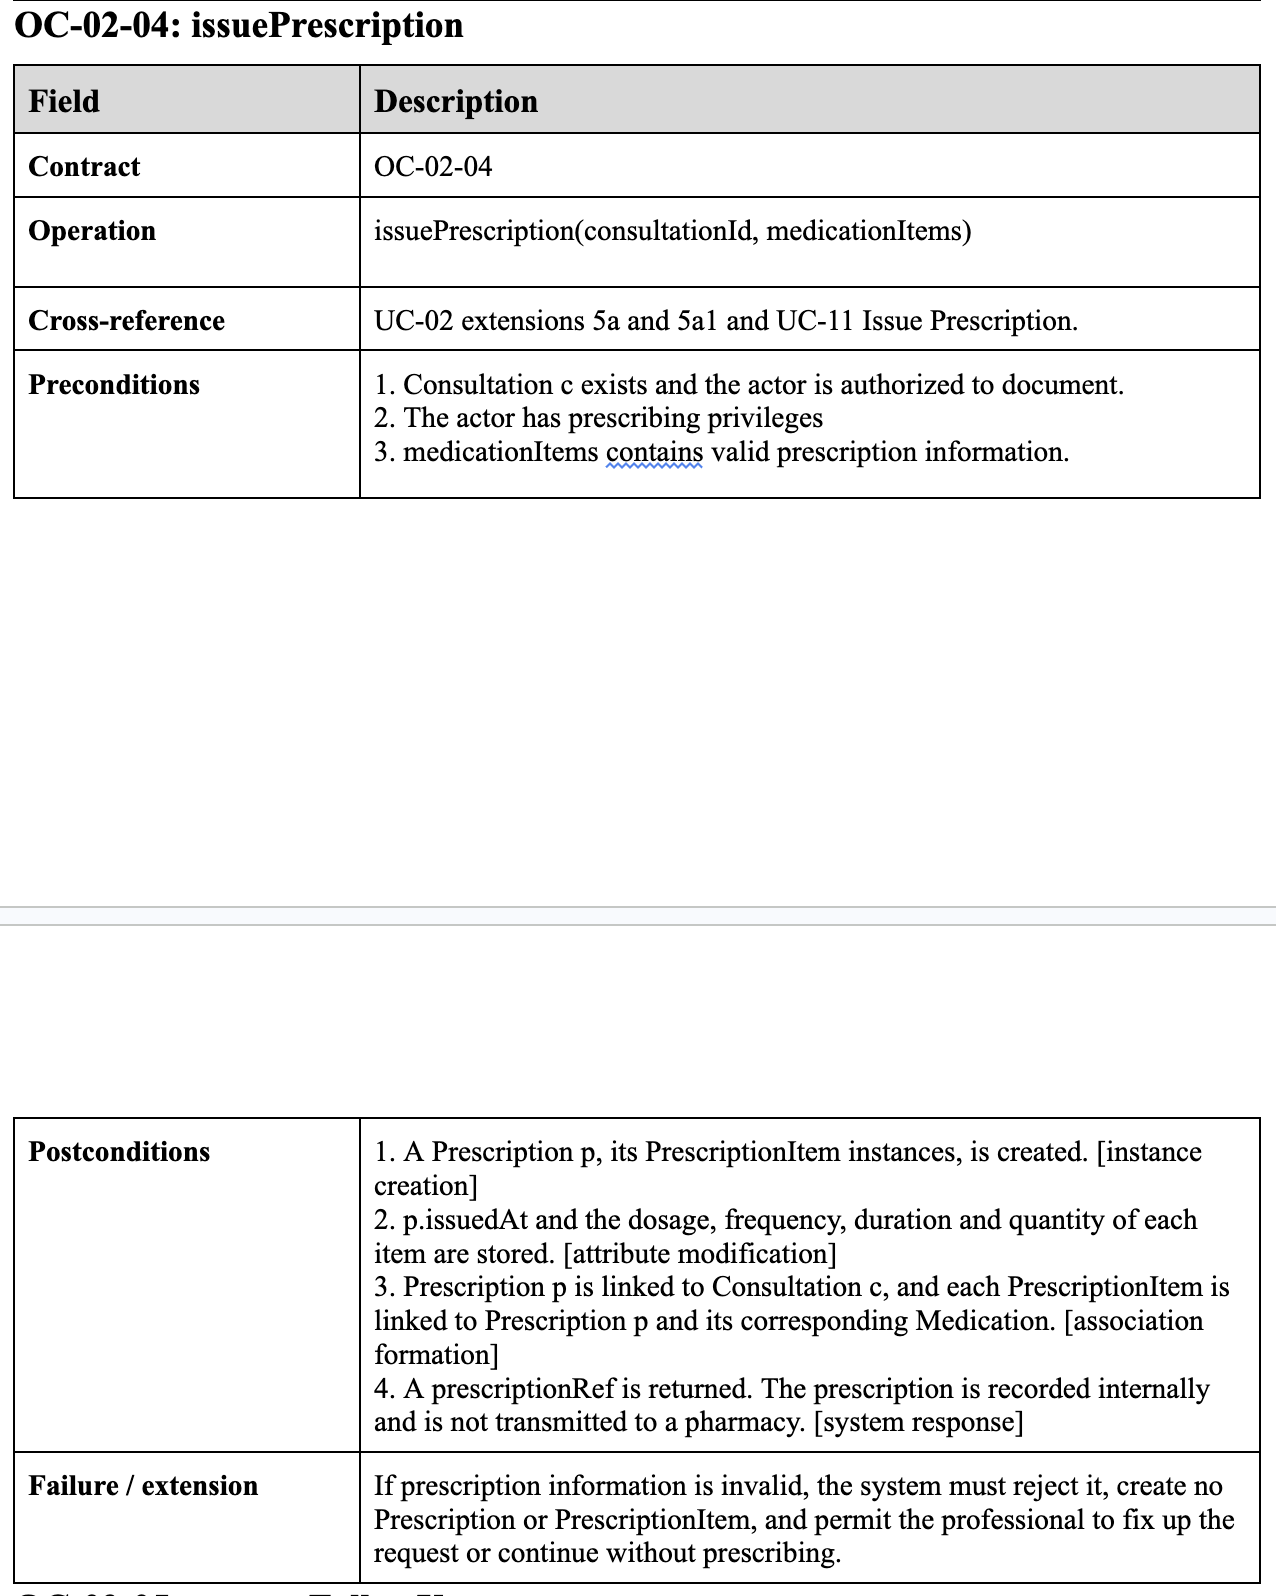 OC-02-04: issuePrescription
Field
Description
Contract
OC-02-04
Operation
issuePrescription(consultationId, medicationItems)
Cross-reference
UC-02 extensions 5a and 5a1 and UC-11 Issue Prescription.
Preconditions
1. Consultation c exists and the actor is authorized to document.
2. The actor has prescribing privileges
3. medicationItems contains valid prescription information.
Postconditions
1. A Prescription p, its PrescriptionItem instances, is created. [instance
creation]
2. p.issuedAt and the dosage, frequency, duration and quantity of each
item are stored. [attribute modification]
3. Prescription p is linked to Consultation c, and each PrescriptionItem is
linked to Prescription p and its corresponding Medication. [association
formation]
4. A prescriptionRef is returned. The prescription is recorded internally
and is not transmitted to a pharmacy. [system response]
Failure / extension
If prescription information is invalid, the system must reject it, create no
Prescription or PrescriptionItem, and permit the professional to fix up the
request or continue without prescribing.